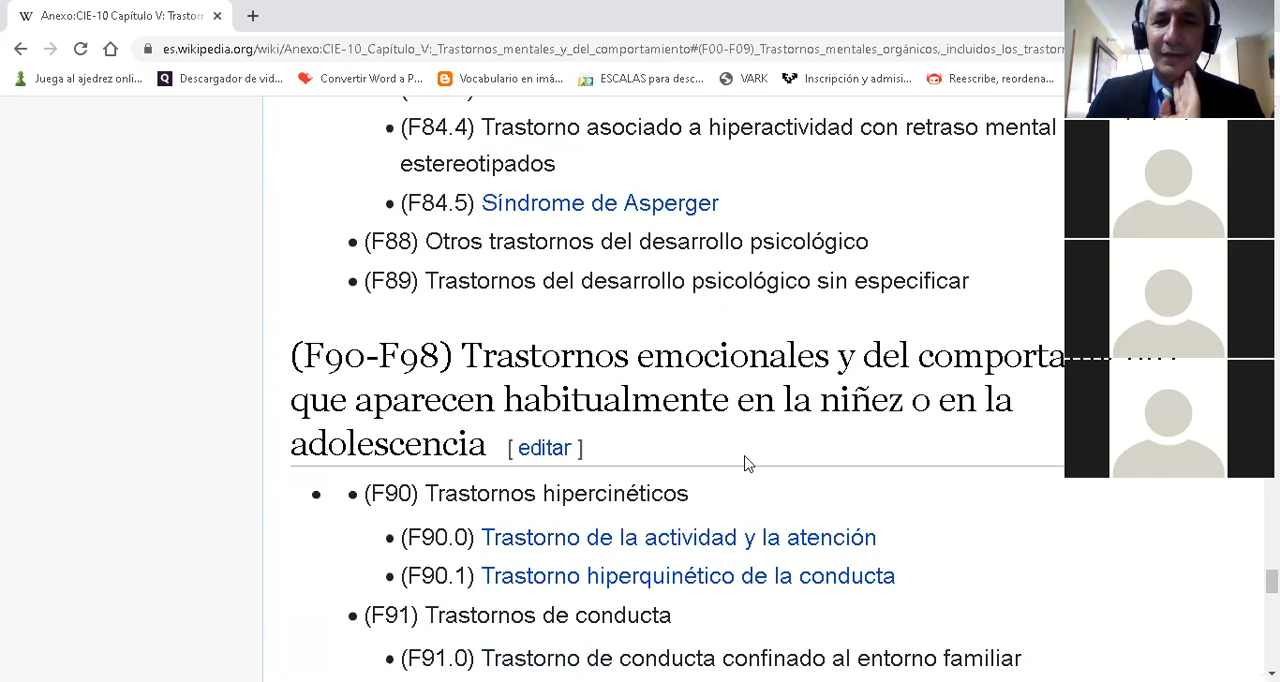 Anexo:CIE-10 Capítulo V: Trastor
es.wikipedia.org/wiki/Anexo:CIE-10_Capítulo_V:_Trastornos_mentales_y_del_comportamiento#(F00-F09)_Trastornos_mentales_orgánicos,_incluidos_los_trastorn
Juega al ajedrez onli... Descargador de vid... Convertir Word a P... Vocabulario en imá... ESCALAS para desc... VARK Inscripción y admisi... Reescribe, reordena...
(F84.4) Trastorno asociado a hiperactividad con retraso mental
estereotipados
(F84.5) Síndrome de Asperger
(F88) Otros trastornos del desarrollo psicológico
(F89) Trastornos del desarrollo psicológico sin especificar
(F90-F98) Trastornos emocionales y del comporta
que aparecen habitualmente en la niñez o en la
adolescencia [ editar ]
(F90) Trastornos hipercinéticos
(F90.0) Trastorno de la actividad y la atención
(F90.1) Trastorno hiperquinético de la conducta
(F91) Trastornos de conducta
(F91.0) Trastorno de conducta confinado al entorno familiar